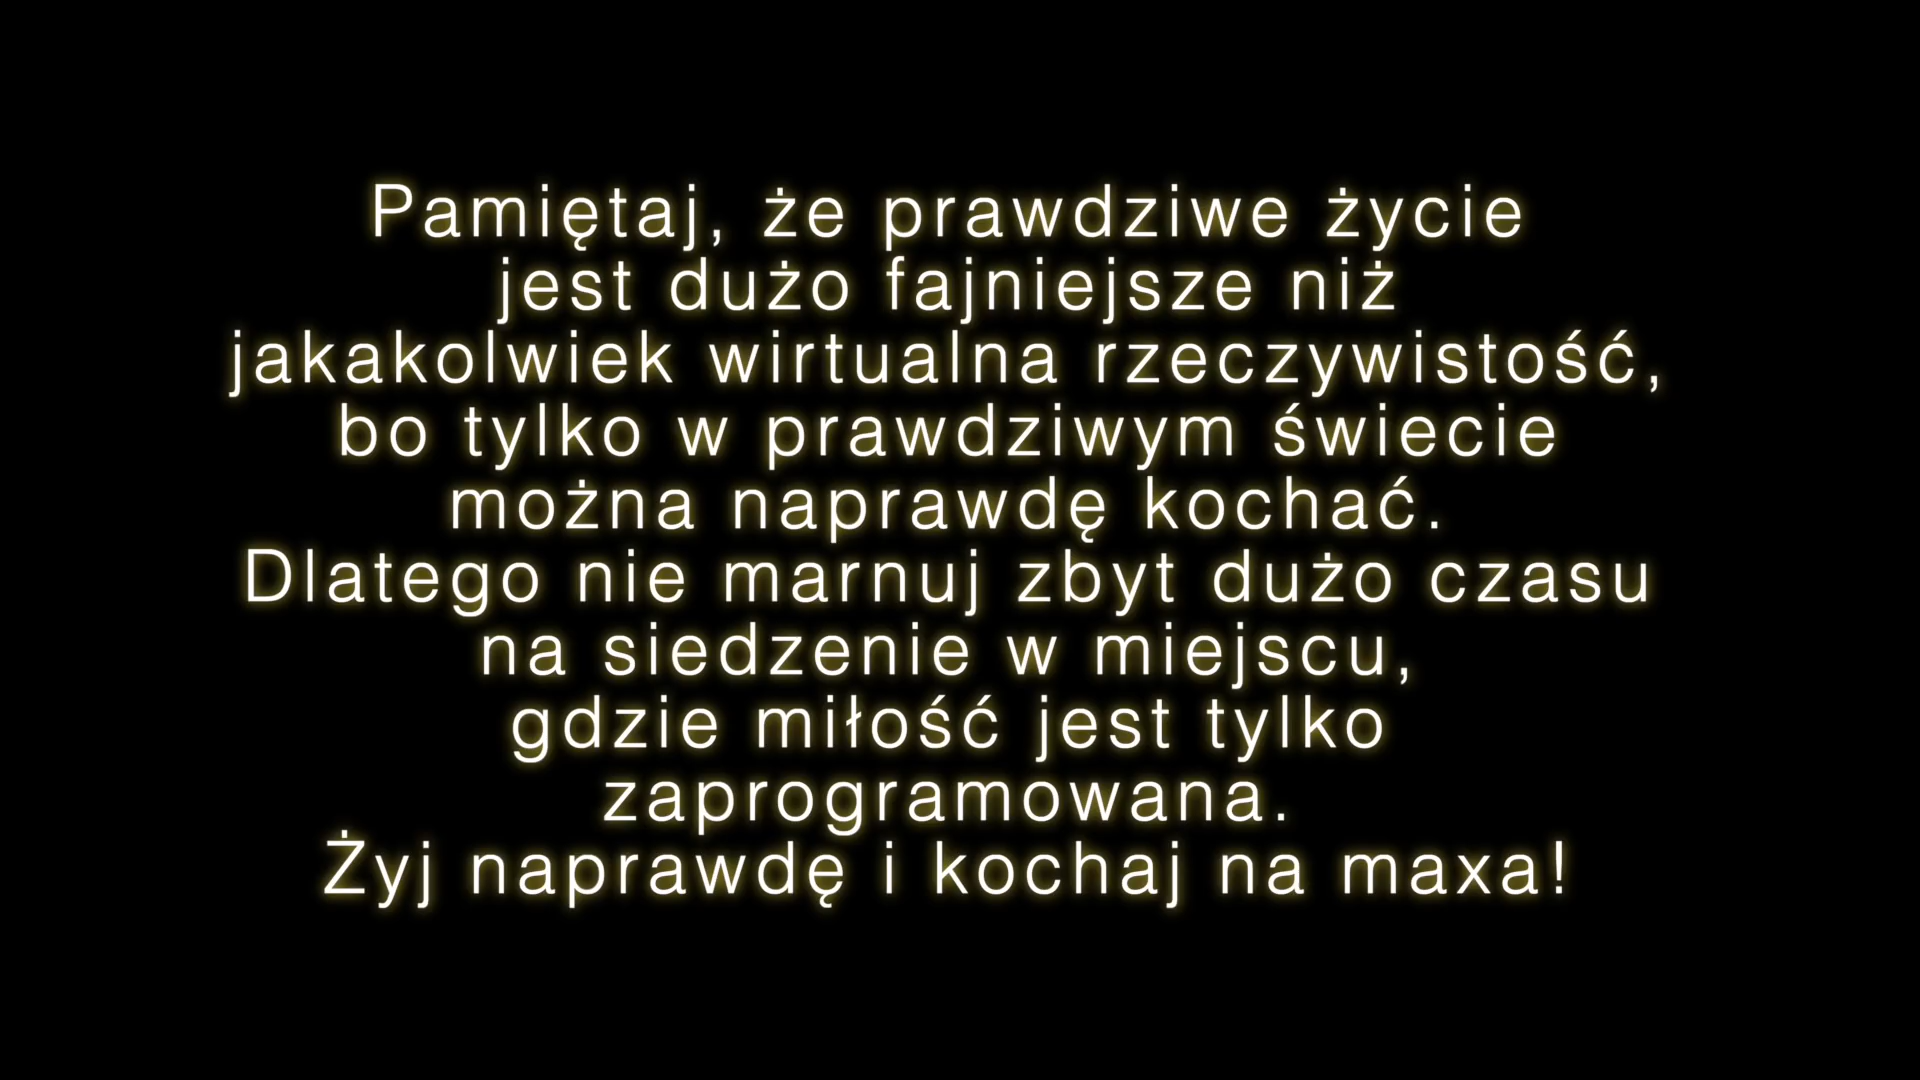 Pamiętaj, że prawdziwe życie
jest dużo fajniejsze niż
jakakolwiek wirtualna rzeczywistość,
bo tylko w prawdziwym świecie
można naprawdę kochać.
Dlatego nie marnuj zbyt dużo czasu
na siedzenie w miejscu,
gdzie miłość jest tylko
zaprogramowana.
Żyj naprawdę i kochaj na maxa!